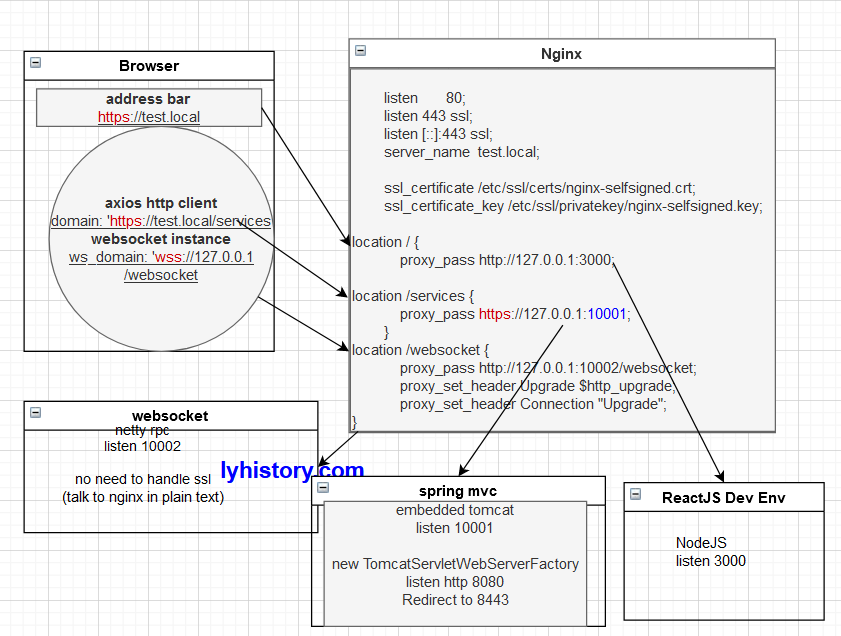 Browser
address bar
https://test.local
axios http client
domain: 'https://test.local/services
websocket instance
ws_domain: 'wss://127.0.0.1
/websocket
Nginx
listen 80;
listen 443 ssl;
listen [::]:443 ssl;
server_name test.local;
ssl_certificate /etc/ssl/certs/nginx-selfsigned.crt;
ssl_certificate_key /etc/ssl/privatekey/nginx-selfsigned.key;
location / {
proxy_pass http://127.0.0.1:3000;
location /services {
proxy_pass https://127.0.0.1:10001;
}
location /websocket {
proxy_pass http://127.0.0.1:10002/websocket;
proxy_set_header Upgrade $http_upgrade;
proxy_set_header Connection "Upgrade";
}
websocket
netty rpc
listen 10002
no need to handle ssl
(talk to nginx in plain text)
lyhistory.com
spring mvc
embedded tomcat
listen 10001
new TomcatServletWebServerFactory
listen http 8080
Redirect to 8443
ReactJS Dev Env
NodeJS
listen 3000